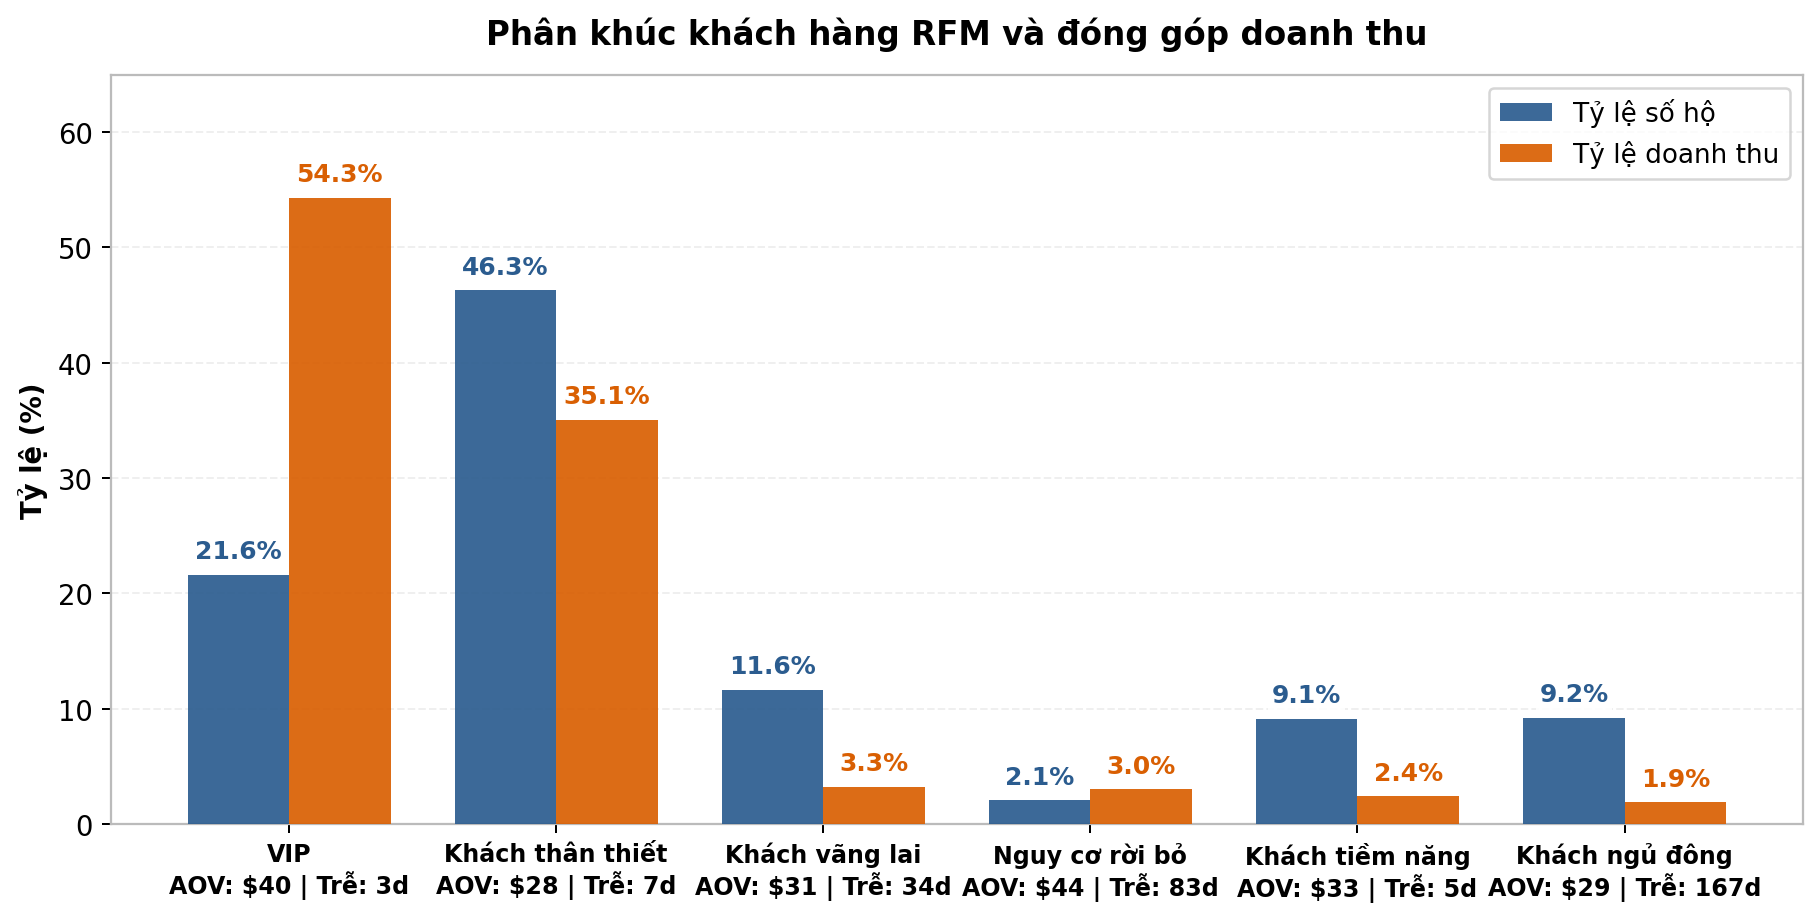 Phân khúc khách hàng RFM và đóng góp doanh thu
Tỷ lệ số hộ
Tỷ lệ doanh thu
Tỷ lệ (%)
60
50
40
30
20
10
0
21.6%
54.3%
46.3%
35.1%
11.6%
3.3%
2.1%
3.0%
9.1%
2.4%
9.2%
1.9%
VIP
AOV: $40 | Trễ: 3d
Khách thân thiết
AOV: $28 | Trễ: 7d
Khách vãng lai
AOV: $31 | Trễ: 34d
Nguy cơ rời bỏ
AOV: $44 | Trễ: 83d
Khách tiềm năng
AOV: $33 | Trễ: 5d
Khách ngủ đông
AOV: $29 | Trễ: 167d